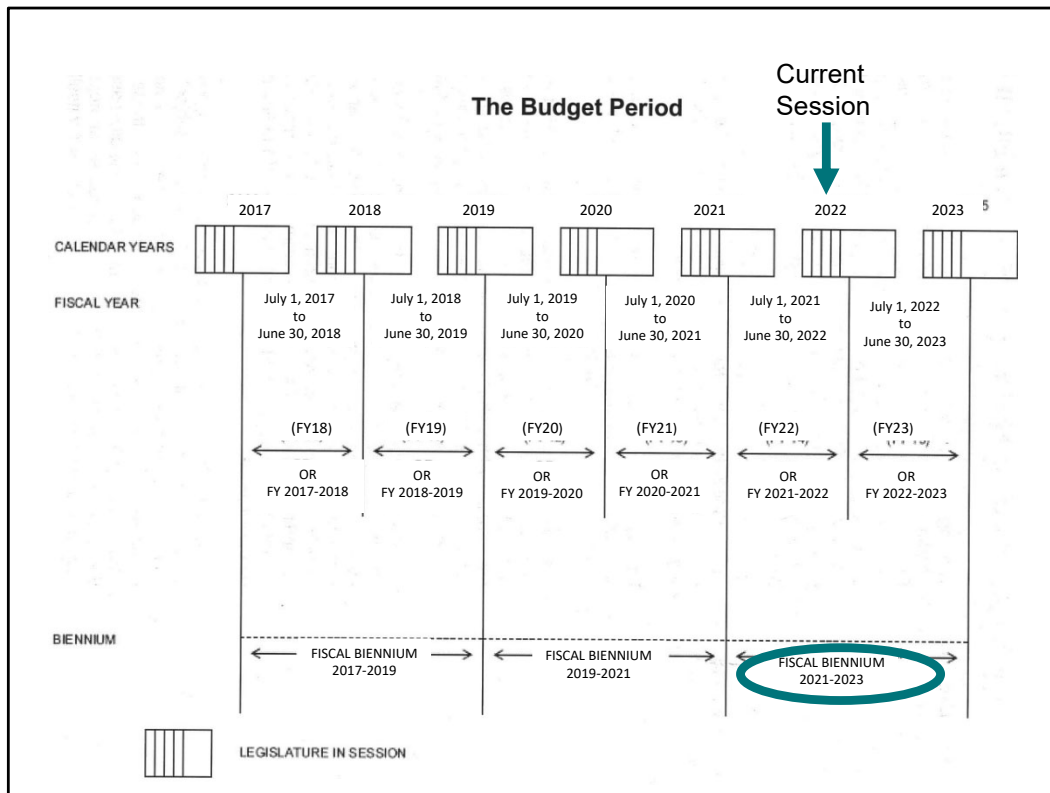 Current
Session
The Budget Period
2017 2018 2019 2020 2021 2022 2023 5
CALENDAR YEARS
FISCAL YEAR
July 1, 2017
to
June 30, 2018
July 1, 2018
to
June 30, 2019
July 1, 2019
to
June 30, 2020
July 1, 2020
to
June 30, 2021
July 1, 2021
to
June 30, 2022
July 1, 2022
to
June 30, 2023
(FY18)
OR
FY 2017-2018
(FY19)
OR
FY 2018-2019
(FY20)
OR
FY 2019-2020
(FY21)
OR
FY 2020-2021
(FY22)
OR
FY 2021-2022
(FY23)
OR
FY 2022-2023
BIENNIUM
FISCAL BIENNIUM
2017-2019
FISCAL BIENNIUM
2019-2021
FISCAL BIENNIUM
2021-2023
LEGISLATURE IN SESSION